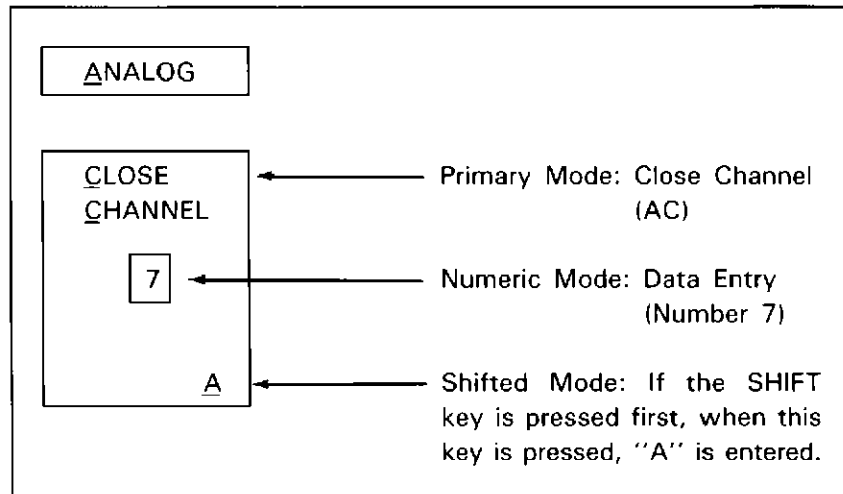 ANALOG
CLOSE
CHANNEL
Primary Mode: Close Channel
(AC)
7
Numeric Mode: Data Entry
(Number 7)
A
Shifted Mode: If the SHIFT
key is pressed first, when this
key is pressed, ''A'' is entered.